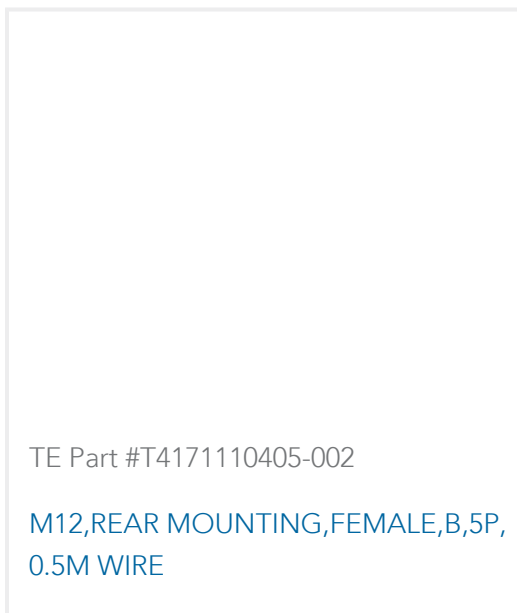 TE Part #T4171110405-002
M12,REAR MOUNTING,FEMALE,B,5P,
0.5M WIRE